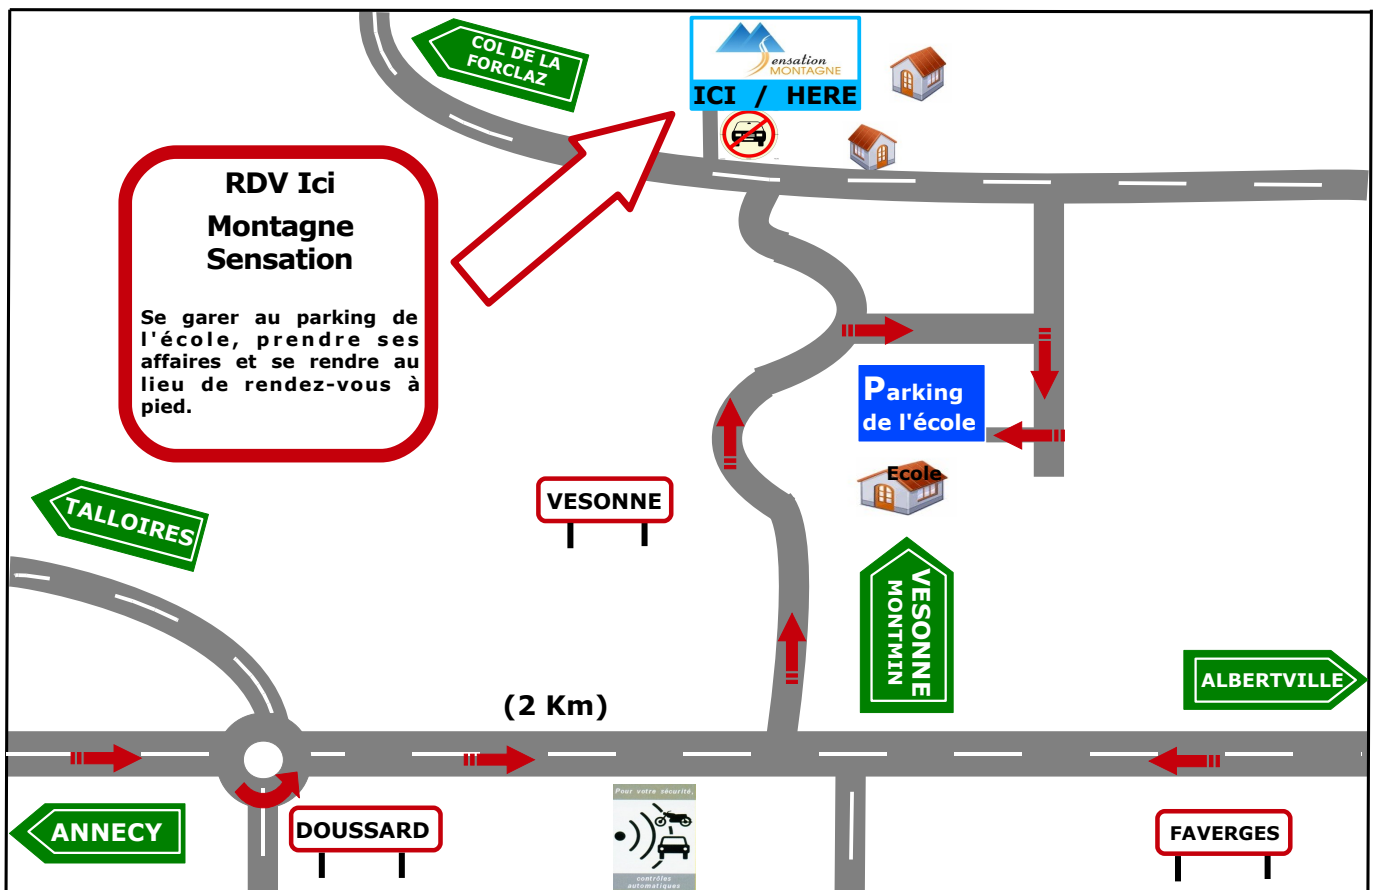 COL DE LA
FORCLAZ
ensation
MONTAGNE
ICI / HERE
RDV Ici
Montagne
Sensation
Se garer au parking de
l'école, prendre ses
affaires et se rendre au
lieu de rendez-vous à
pied.
Parking
de l'école
Ecole
VESONNE
TALLOIRES
VESONNE
MONTMIN
ALBERTVILLE
(2 Km)
ANNECY
DOUSSARD
Pour votre sécurité,
contrôles
automatiques
FAVERGES